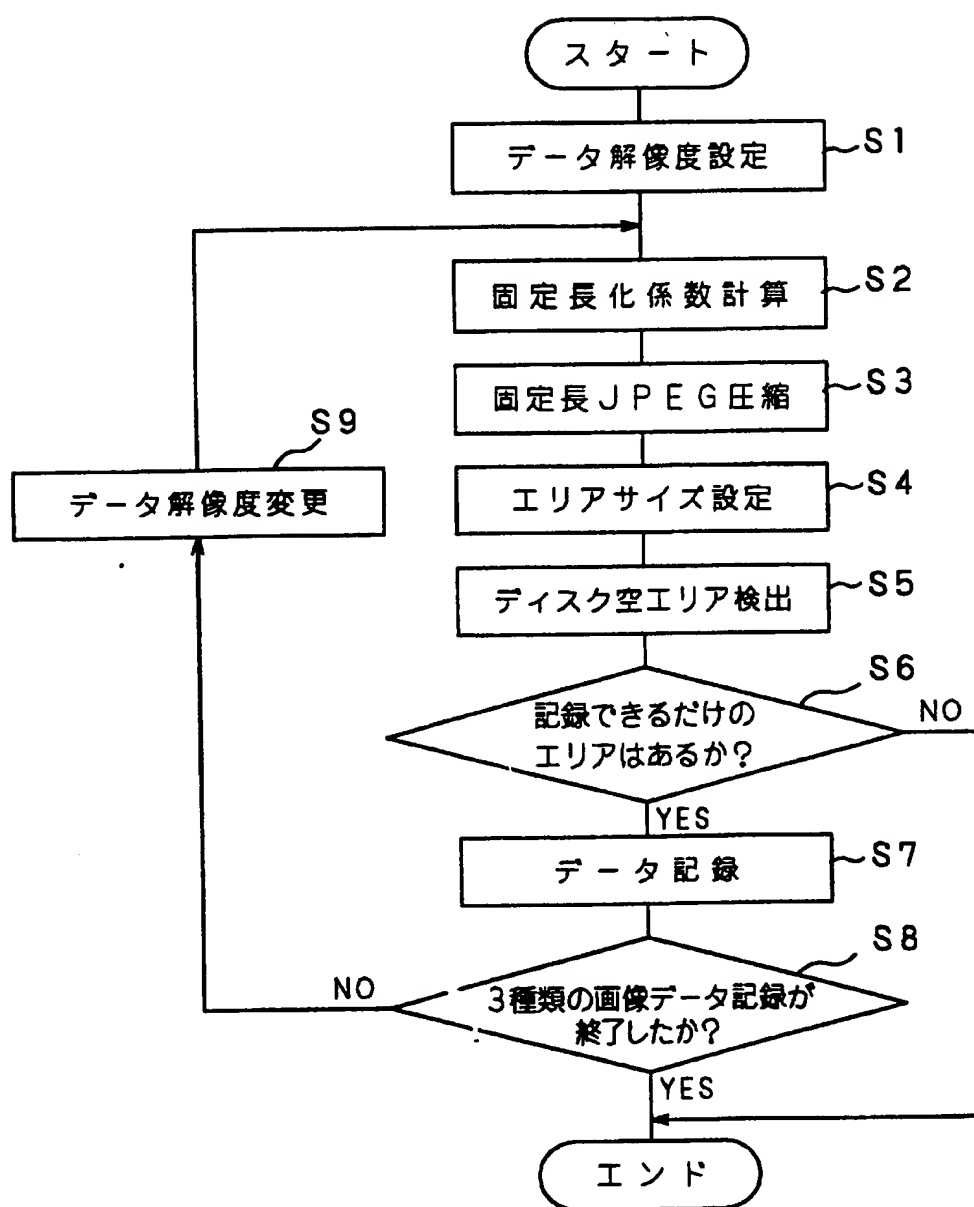 スタート
データ解像度設定
S1
固定長化係数計算
S2
固定長JPEG圧縮
S3
S9
データ解像度変更
エリアサイズ設定
S4
ディスク空エリア検出
S5
S6
記録できるだけの
エリアはあるか?
NO
YES
データ記録
S7
S8
NO
3種類の画像データ記録が
終了したか?
YES
エンド